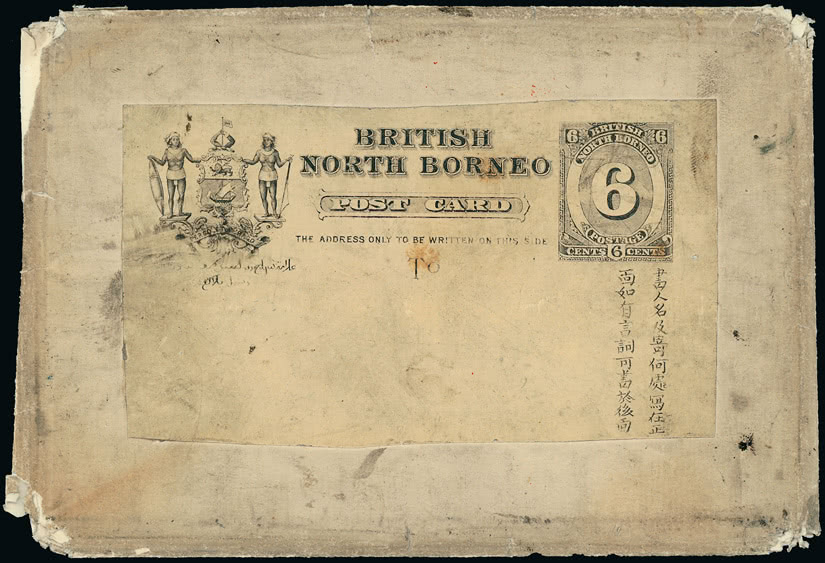 BRITISH
NORTH BORNEO
POST CARD
THE ADDRESS ONLY TO BE WRITTEN ON THIS SIDE
To
6 BRITISH 6
NORTH BORNEO
6
POSTAGE
CENTS 6 CENTS
書人名及寄何處寫在正
面如有言詞可書於後面